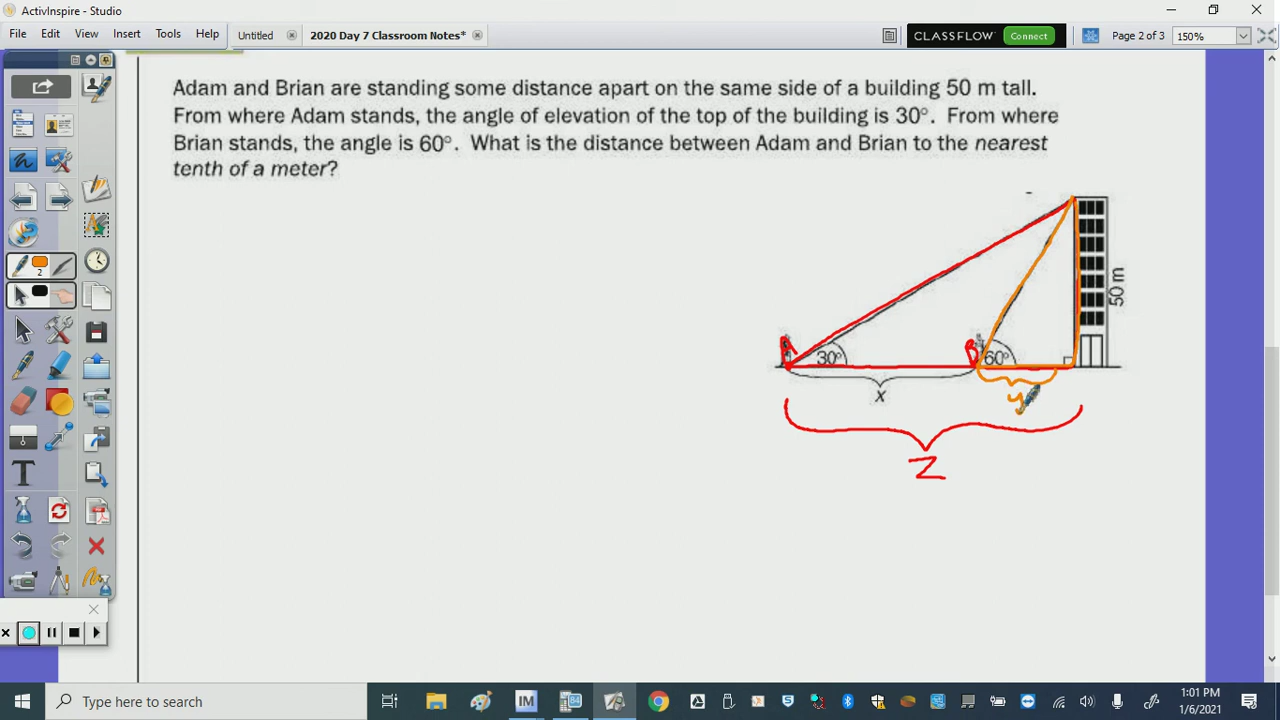 ActivInspire - Studio
File Edit View Insert Tools Help Untitled 2020 Day 7 Classroom Notes* CLASSFLOW Connect Page 2 of 3 150%
Adam and Brian are standing some distance apart on the same side of a building 50 m tall.
From where Adam stands, the angle of elevation of the top of the building is 30°. From where
Brian stands, the angle is 60°. What is the distance between Adam and Brian to the nearest
tenth of a meter?
50 m
A 30° B 60°
x y
z
2
T
IM
Type here to search
1:01 PM
1/6/2021